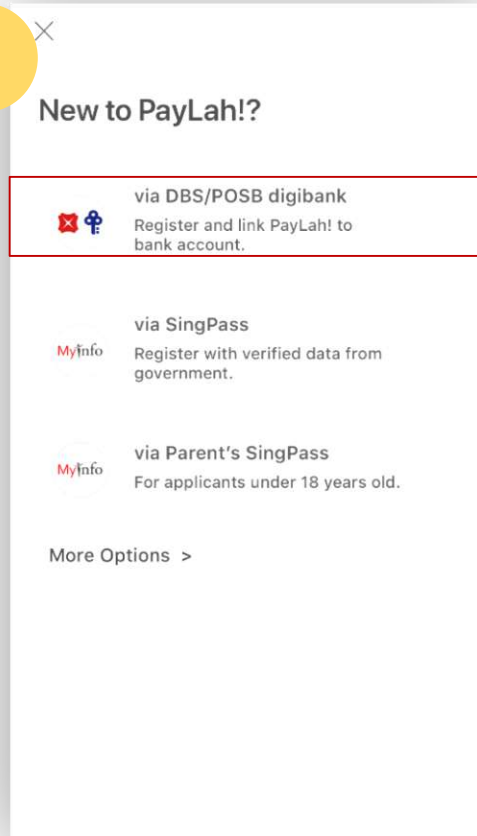 New to PayLah!?
via DBS/POSB digibank
Register and link PayLah! to
bank account.
via SingPass
MyInfo
Register with verified data from
government.
via Parent's SingPass
MyInfo
For applicants under 18 years old.
More Options >